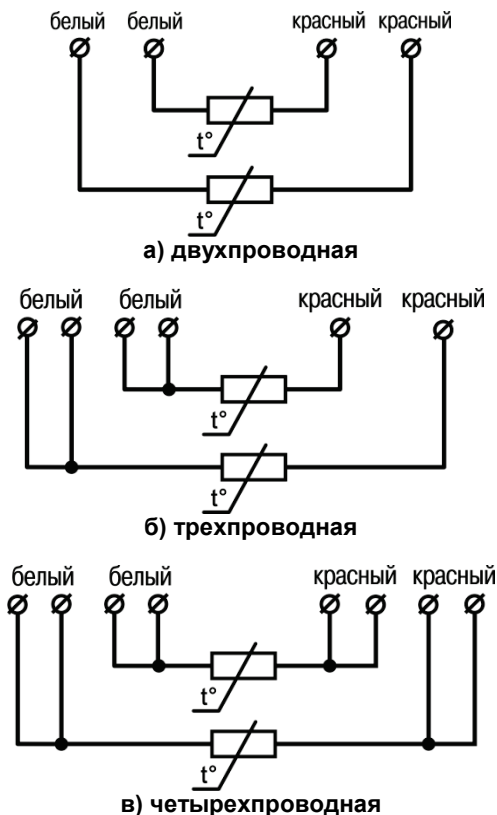 белый белый красный красный
t°
t°
а) двухпроводная
белый белый красный красный
t°
t°
б) трехпроводная
белый белый красный красный
t°
t°
в) четырехпроводная